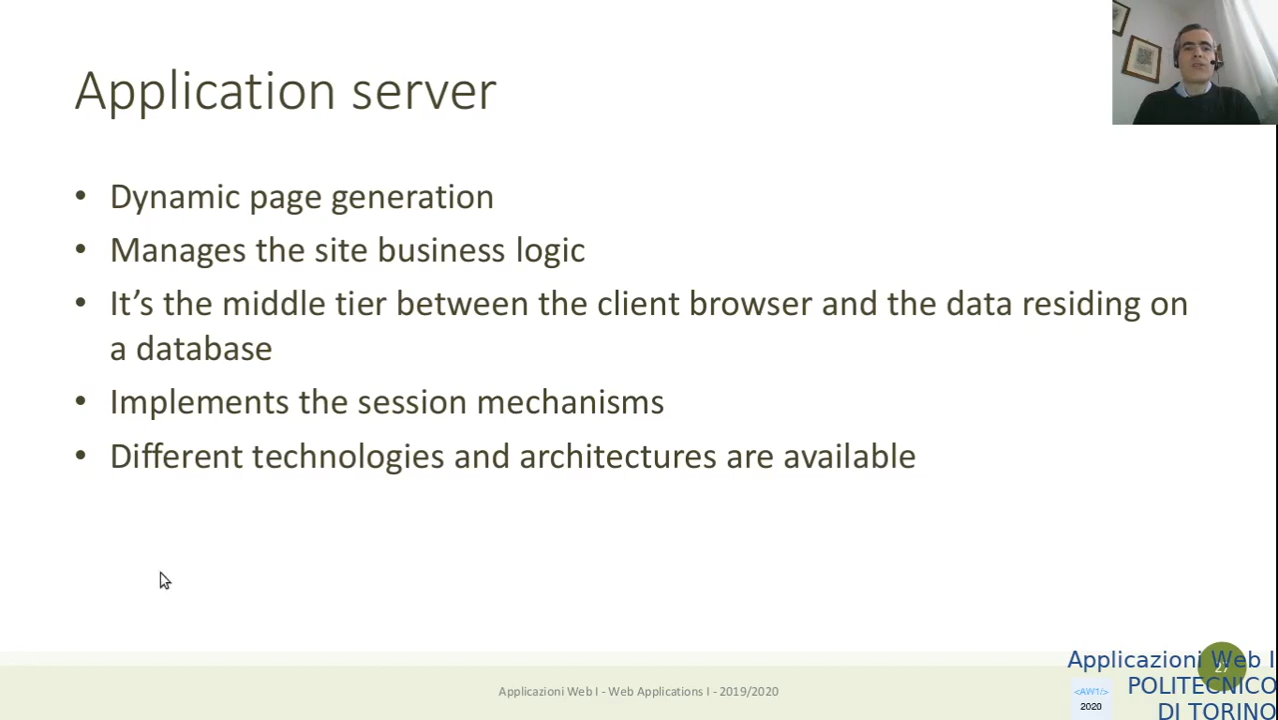 Application server
• Dynamic page generation
• Manages the site business logic
• It's the middle tier between the client browser and the data residing on
a database
• Implements the session mechanisms
• Different technologies and architectures are available
Applicazioni Web I - Web Applications I - 2019/2020
Applicazioni Web I
POLITECNICO
DI TORINO
<AW1/>
2020